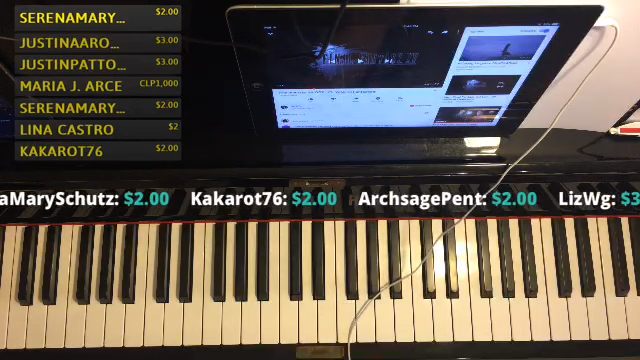 SERENAMARY... $2.00
JUSTINAARO... $3.00
JUSTINPATTO... $3.00
MARIA J. ARCE CLP1,000
SERENAMARY... $2.00
LINA CASTRO $2
KAKAROT76 $2.00
aMarySchutz: $2.00 Kakarot76: $2.00 ArchsagePent: $2.00 LizWg: $3